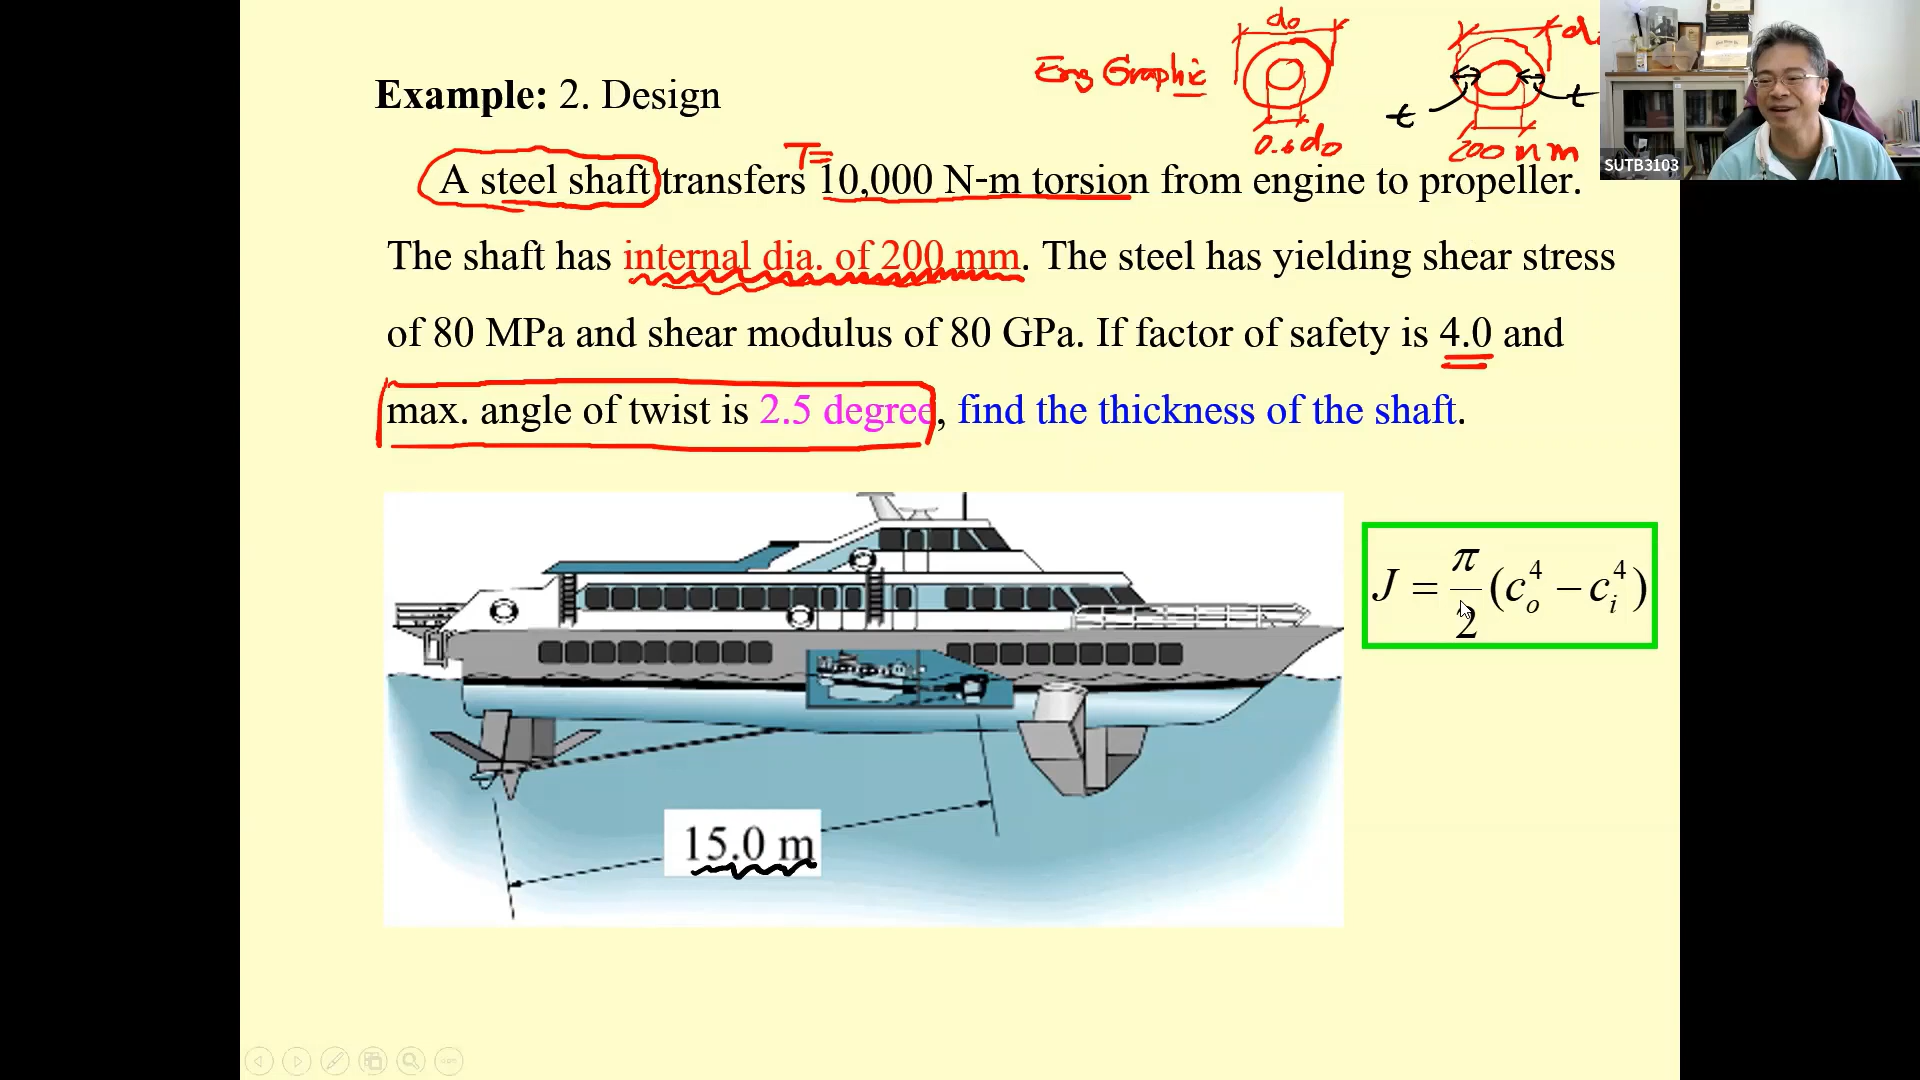 Eng Graphic
do
0.6 do
t
t
200 mm
Example: 2. Design
T=
A steel shaft transfers 10,000 N-m torsion from engine to propeller.
The shaft has internal dia. of 200 mm. The steel has yielding shear stress
of 80 MPa and shear modulus of 80 GPa. If factor of safety is 4.0 and
max. angle of twist is 2.5 degree, find the thickness of the shaft.
SUTB3103
J = π/2 (c_o^4 − c_i^4)
15.0 m